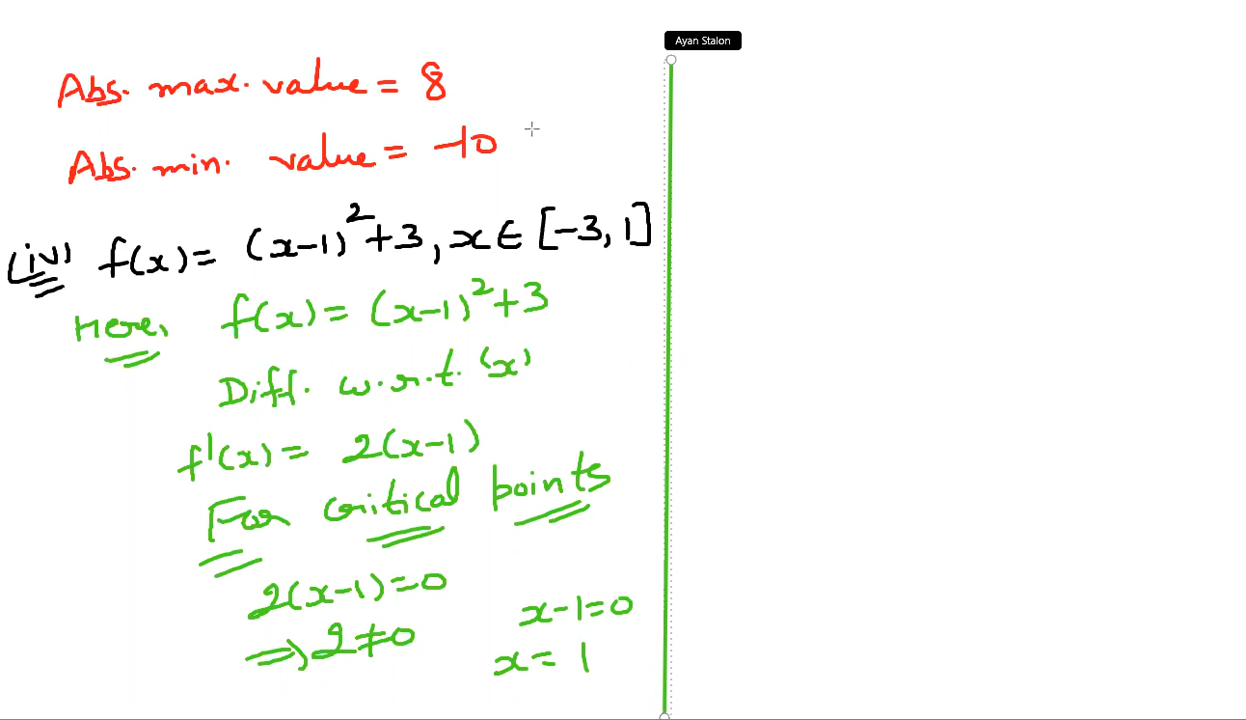 Ayan Stalon
Abs. max. value = 8
Abs. min. value = -10
(iv) f(x) = (x-1)²+3, x ∈ [-3, 1]
Here, f(x) = (x-1)²+3
Diff. w.r.t. 'x'
f'(x) = 2(x-1)
For critical points
2(x-1)=0
x-1=0
⇒ 2≠0
x = 1